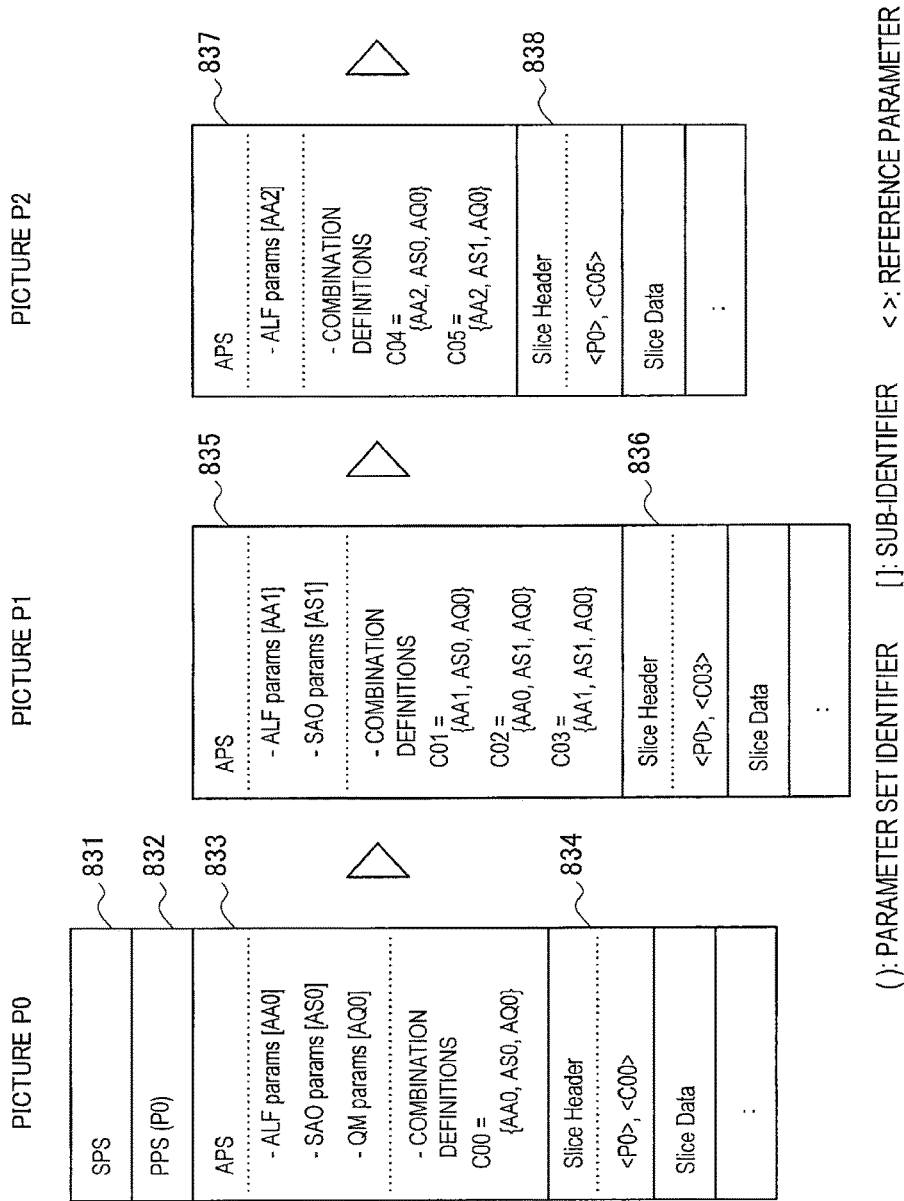 PICTURE P0
831
SPS
832
PPS (P0)
833
APS
- ALF params [AA0]
- SAO params [AS0]
- QM params [AQ0]
- COMBINATION
DEFINITIONS
C00 =
{AA0, AS0, AQ0}
834
Slice Header
<P0>, <C00>
Slice Data
:
PICTURE P1
835
APS
- ALF params [AA1]
- SAO params [AS1]
- COMBINATION
DEFINITIONS
C01 =
{AA1, AS0, AQ0}
C02 =
{AA0, AS1, AQ0}
C03 =
{AA1, AS1, AQ0}
836
Slice Header
<P0>, <C03>
Slice Data
:
PICTURE P2
837
APS
- ALF params [AA2]
- COMBINATION
DEFINITIONS
C04 =
{AA2, AS0, AQ0}
C05 =
{AA2, AS1, AQ0}
838
Slice Header
<P0>, <C05>
Slice Data
:
( ): PARAMETER SET IDENTIFIER [ ]: SUB-IDENTIFIER < >: REFERENCE PARAMETER